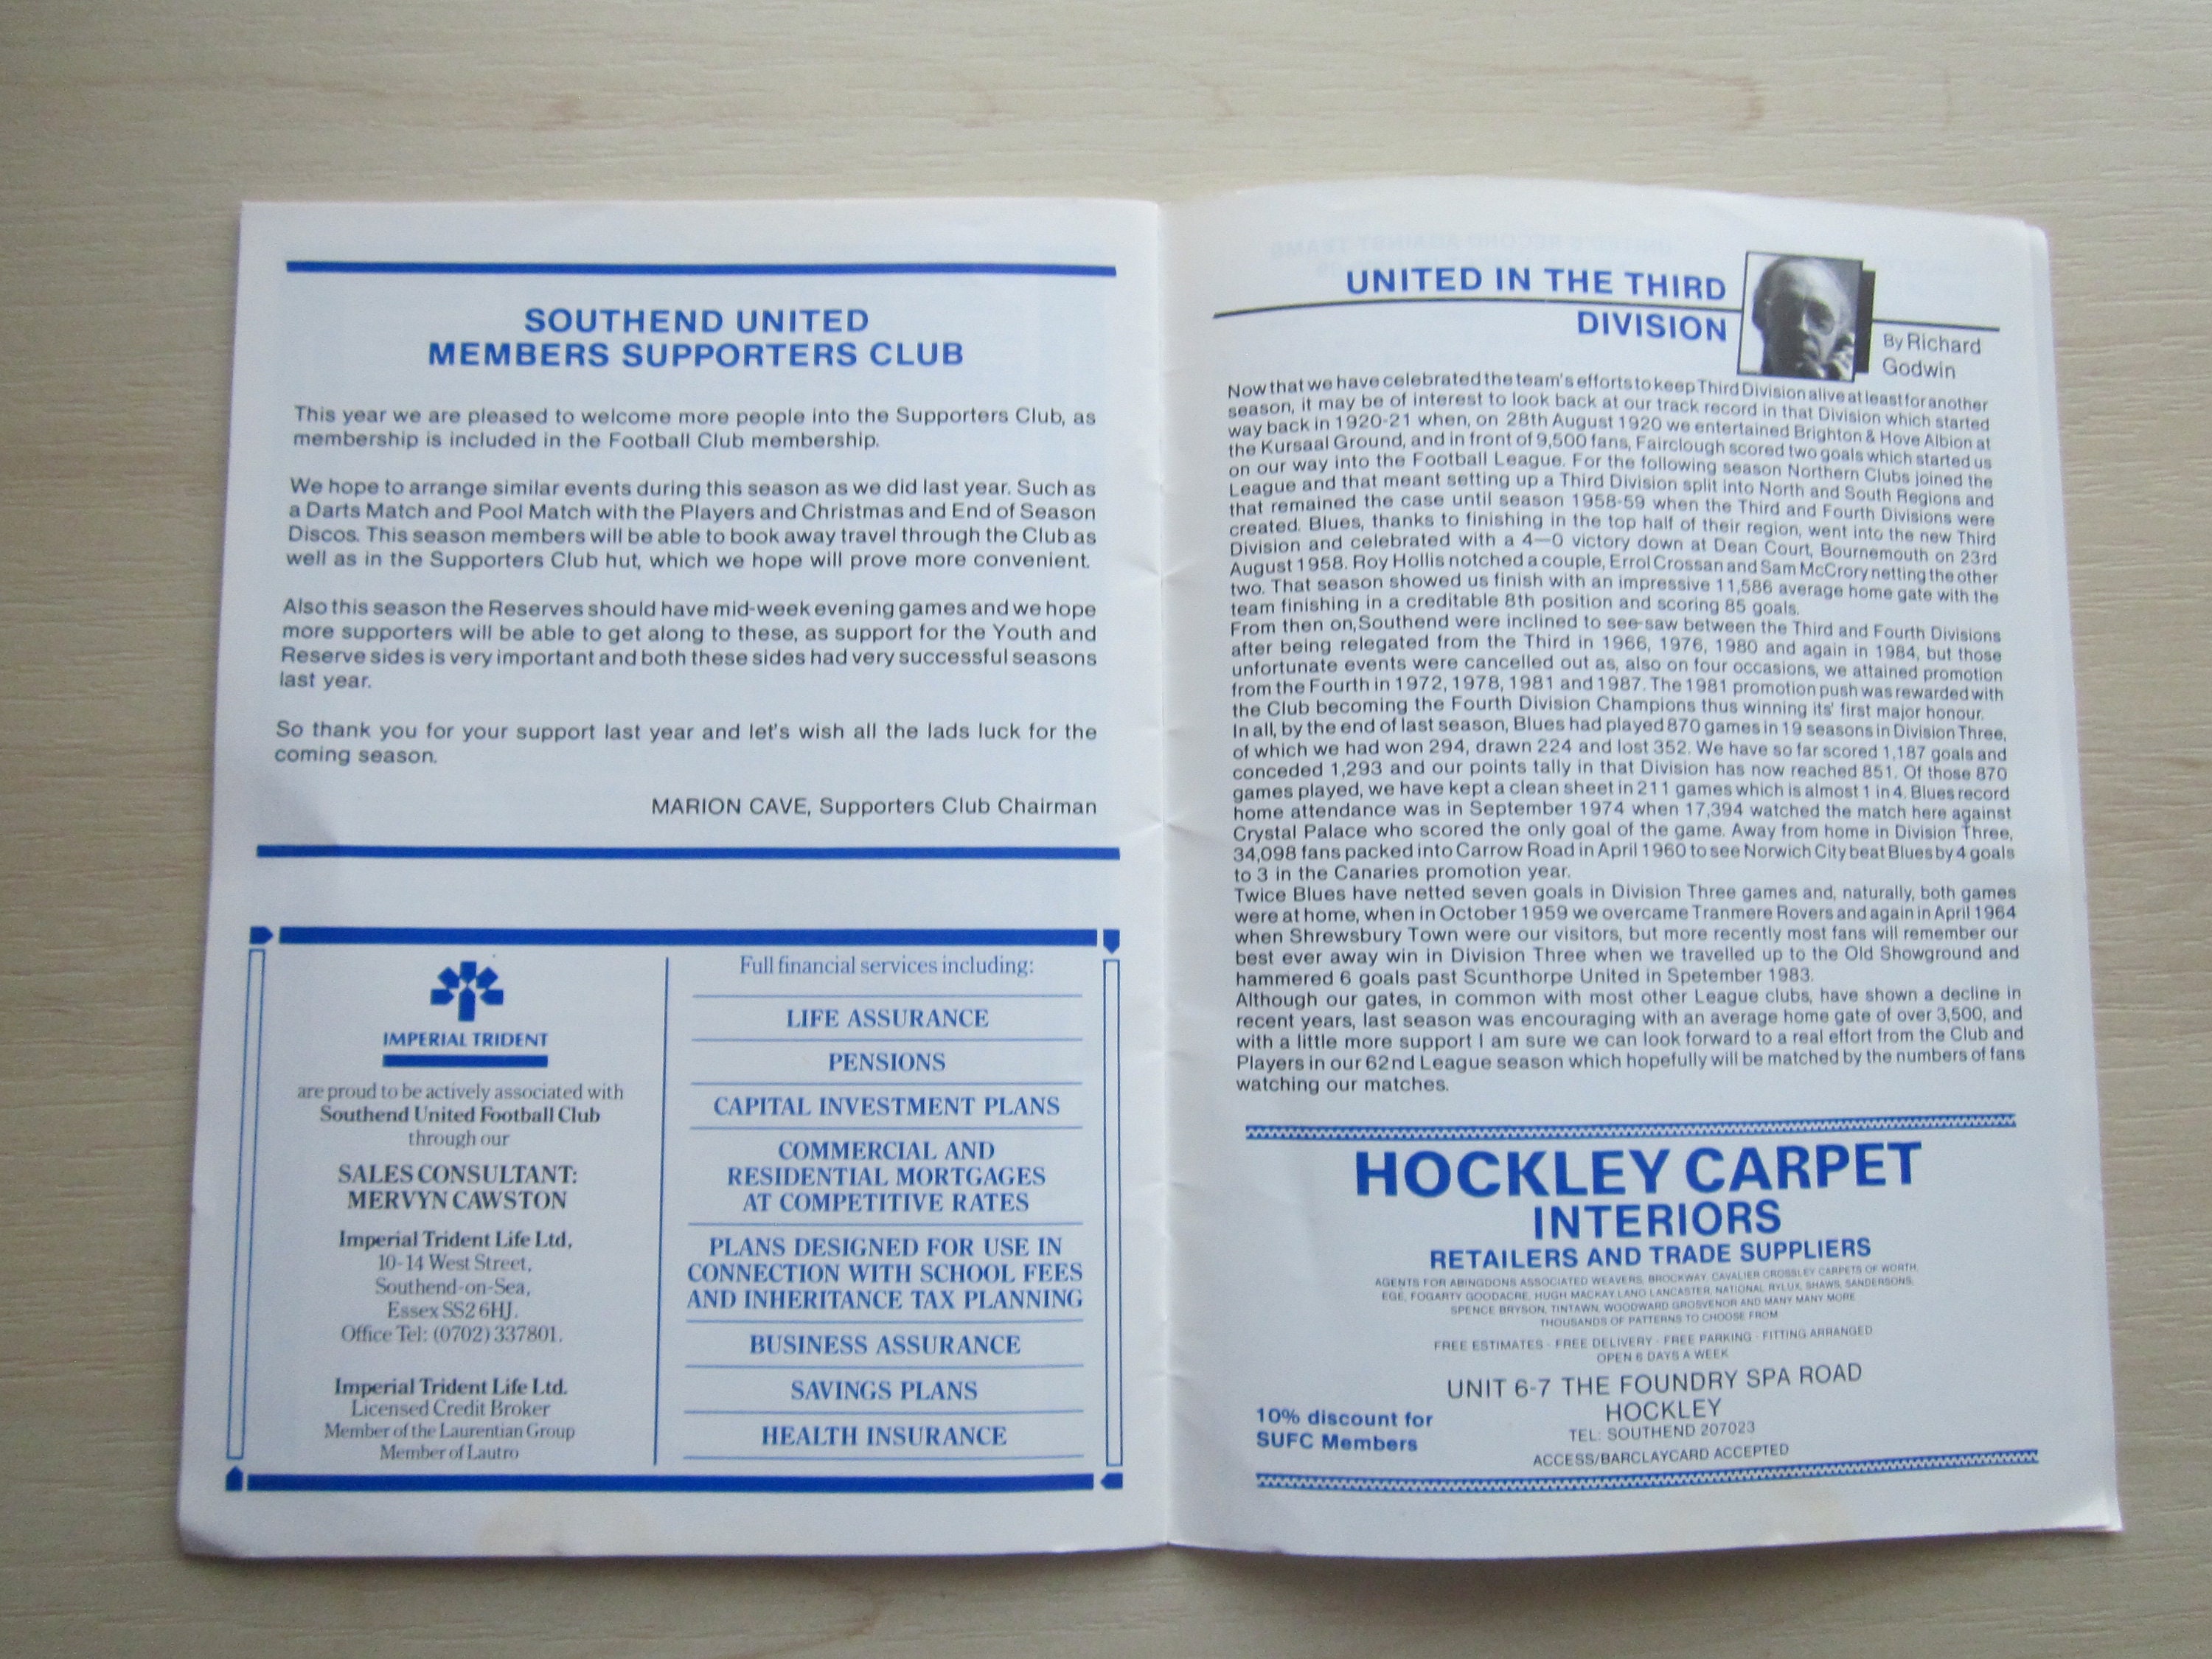 SOUTHEND UNITED
MEMBERS SUPPORTERS CLUB
This year we are pleased to welcome more people into the Supporters Club, as
membership is included in the Football Club membership.
We hope to arrange similar events during this season as we did last year. Such as
a Darts Match and Pool Match with the Players and Christmas and End of Season
Discos. This season members will be able to book away travel through the Club as
well as in the Supporters Club hut, which we hope will prove more convenient.
Also this season the Reserves should have mid-week evening games and we hope
more supporters will be able to get along to these, as support for the Youth and
Reserve sides is very important and both these sides had very successful seasons
last year.
So thank you for your support last year and let's wish all the lads luck for the
coming season.
MARION CAVE, Supporters Club Chairman
IMPERIAL TRIDENT
are proud to be actively associated with
Southend United Football Club
through our
SALES CONSULTANT:
MERVYN CAWSTON
Imperial Trident Life Ltd,
10-14 West Street,
Southend-on-Sea,
Essex SS2 6HJ.
Office Tel: (0702) 337801.
Imperial Trident Life Ltd.
Licensed Credit Broker
Member of the Laurentian Group
Member of Lautro
Full financial services including:
LIFE ASSURANCE
PENSIONS
CAPITAL INVESTMENT PLANS
COMMERCIAL AND
RESIDENTIAL MORTGAGES
AT COMPETITIVE RATES
PLANS DESIGNED FOR USE IN
CONNECTION WITH SCHOOL FEES
AND INHERITANCE TAX PLANNING
BUSINESS ASSURANCE
SAVINGS PLANS
HEALTH INSURANCE
UNITED IN THE THIRD
DIVISION
By Richard
Godwin
Now that we have celebrated the team's efforts to keep Third Division alive at least for another
season, it may be of interest to look back at our track record in that Division which started
way back in 1920-21 when, on 28th August 1920 we entertained Brighton & Hove Albion at
the Kursaal Ground, and in front of 9,500 fans, Fairclough scored two goals which started us
on our way into the Football League. For the following season Northern Clubs joined the
League and that meant setting up a Third Division split into North and South Regions and
that remained the case until season 1958-59 when the Third and Fourth Divisions were
created. Blues, thanks to finishing in the top half of their region, went into the new Third
Division and celebrated with a 4—0 victory down at Dean Court, Bournemouth on 23rd
August 1958. Roy Hollis notched a couple, Errol Crossan and Sam McCrory netting the other
two. That season showed us finish with an impressive 11,586 average home gate with the
team finishing in a creditable 8th position and scoring 85 goals.
From then on, Southend were inclined to see-saw between the Third and Fourth Divisions
after being relegated from the Third in 1966, 1976, 1980 and again in 1984, but those
unfortunate events were cancelled out as, also on four occasions, we attained promotion
from the Fourth in 1972, 1978, 1981 and 1987. The 1981 promotion push was rewarded with
the Club becoming the Fourth Division Champions thus winning its' first major honour.
In all, by the end of last season, Blues had played 870 games in 19 seasons in Division Three,
of which we had won 294, drawn 224 and lost 352. We have so far scored 1,187 goals and
conceded 1,293 and our points tally in that Division has now reached 851. Of those 870
games played, we have kept a clean sheet in 211 games which is almost 1 in 4. Blues record
home attendance was in September 1974 when 17,394 watched the match here against
Crystal Palace who scored the only goal of the game. Away from home in Division Three,
34,098 fans packed into Carrow Road in April 1960 to see Norwich City beat Blues by 4 goals
to 3 in the Canaries promotion year.
Twice Blues have netted seven goals in Division Three games and, naturally, both games
were at home, when in October 1959 we overcame Tranmere Rovers and again in April 1964
when Shrewsbury Town were our visitors, but more recently most fans will remember our
best ever away win in Division Three when we travelled up to the Old Showground and
hammered 6 goals past Scunthorpe United in Spetember 1983.
Although our gates, in common with most other League clubs, have shown a decline in
recent years, last season was encouraging with an average home gate of over 3,500, and
with a little more support I am sure we can look forward to a real effort from the Club and
Players in our 62nd League season which hopefully will be matched by the numbers of fans
watching our matches.
HOCKLEY CARPET
INTERIORS
RETAILERS AND TRADE SUPPLIERS
AGENTS FOR ABINGDONS ASSOCIATED WEAVERS, BROCKWAY, CAVALIER CROSSLEY CARPETS OF WORTH,
EGE, FOGARTY GOODACRE, HUGH MACKAY LANO LANCASTER, NATIONAL RYLUX, SHAWS, SANDERSONS,
SPENCE BRYSON, TINTAWN, WOODWARD GROSVENOR AND MANY MANY MORE
THOUSANDS OF PATTERNS TO CHOOSE FROM
FREE ESTIMATES - FREE DELIVERY - FREE PARKING - FITTING ARRANGED
OPEN 6 DAYS A WEEK
UNIT 6-7 THE FOUNDRY SPA ROAD
HOCKLEY
TEL: SOUTHEND 207023
ACCESS/BARCLAYCARD ACCEPTED
10% discount for
SUFC Members